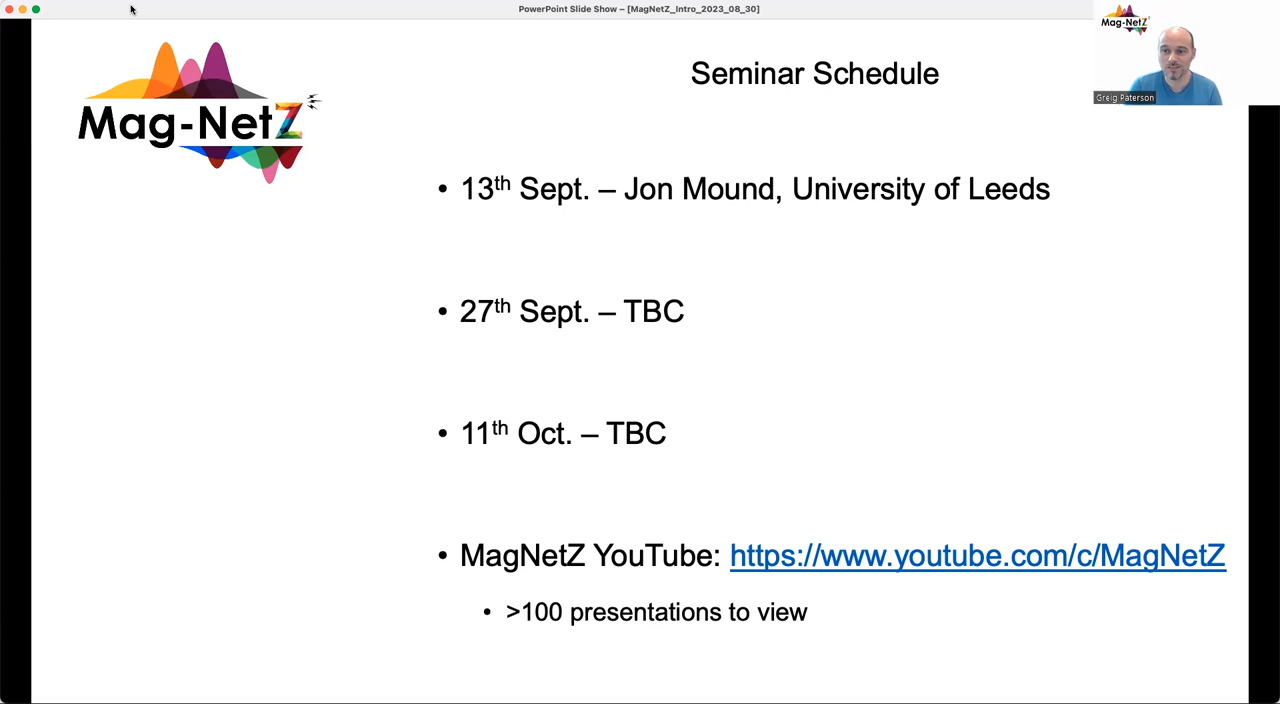 PowerPoint Slide Show – [MagNetZ_Intro_2023_08_30]
Mag-NetZ
Greig Paterson
Mag-NetZ
Seminar Schedule
• 13th Sept. – Jon Mound, University of Leeds
• 27th Sept. – TBC
• 11th Oct. – TBC
• MagNetZ YouTube: https://www.youtube.com/c/MagNetZ
• >100 presentations to view